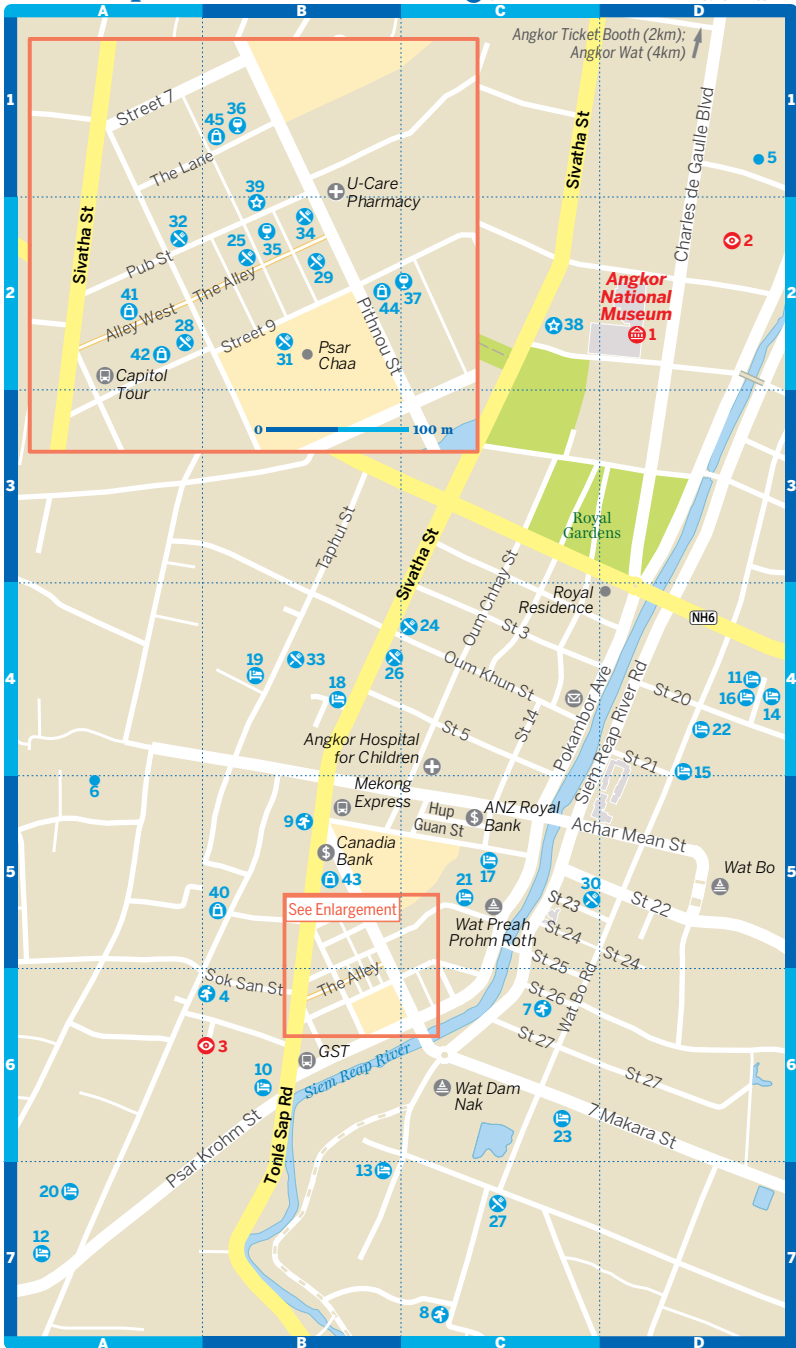 A
B
C
D
Angkor Ticket Booth (2km);
Angkor Wat (4km)
1
1
Street 7
45
36
The Lane
5
Sivatha St
Charles de Gaulle Blvd
U-Care
Pharmacy
39
Sivatha St
32
34
2
35
25
Pub St
29
The Alley
2
2
41
37
44
Angkor
National
Museum
1
38
Alley West
28
Street 9
42
31
Psar
Chaa
Pithnou St
Capitol
Tour
0
100 m
3
3
Taphul St
Royal
Gardens
Sivatha St
Oum Chhay St
Royal
Residence
NH6
24
St 3
33
19
26
Oum Khun St
18
4
4
11
16
14
St 20
22
St 14
Pokambor Ave
Siem Reap River Rd
St 5
Angkor Hospital
for Children
St 21
15
6
Mekong
Express
Hup
Guan St
ANZ Royal
Bank
9
Achar Mean St
Canadia
Bank
43
17
5
5
Wat Bo
21
30
40
See Enlargement
St 23
St 22
Wat Preah
Prohm Roth
St 24
St 24
St 25
Sok San St
The Alley
4
St 26
7
Wat Bo Rd
St 27
3
GST
6
6
Siem Reap River
10
St 27
Wat Dam
Nak
Tonlé Sap Rd
23
7 Makara St
Psar Krohm St
13
20
27
12
7
7
8
A
B
C
D